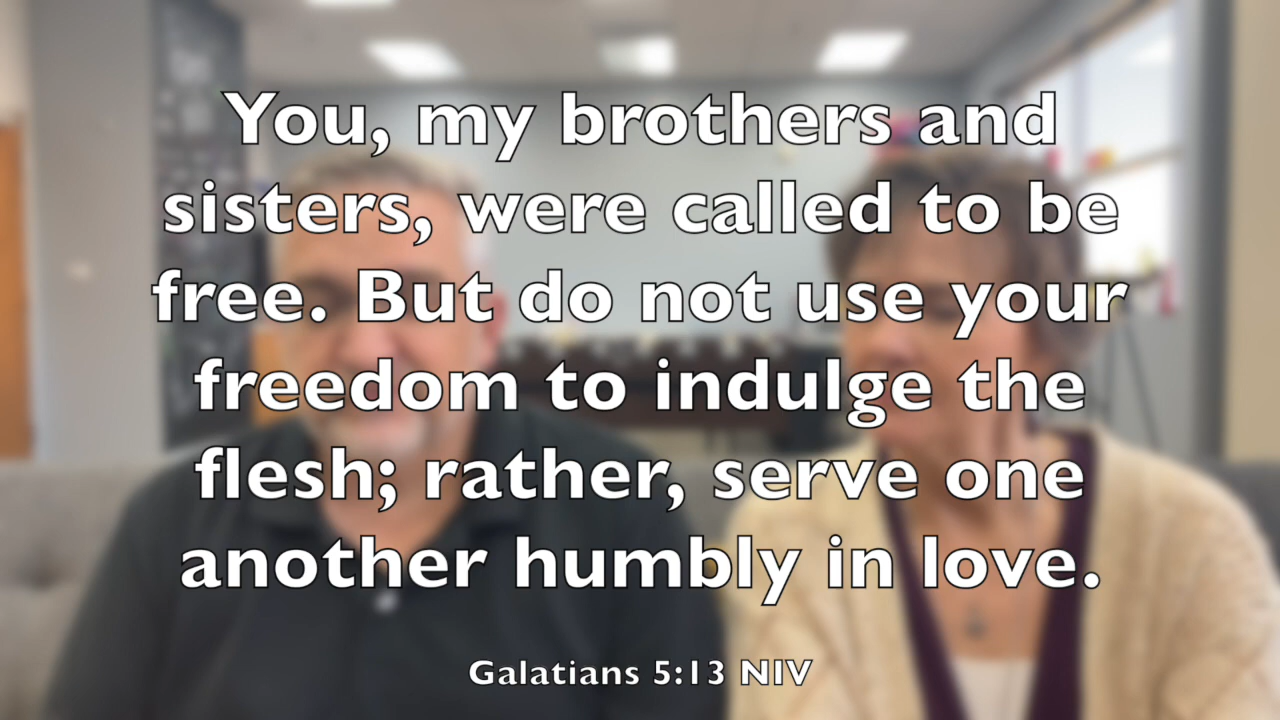 You, my brothers and
sisters, were called to be
free. But do not use your
freedom to indulge the
flesh; rather, serve one
another humbly in love.
Galatians 5:13 NIV